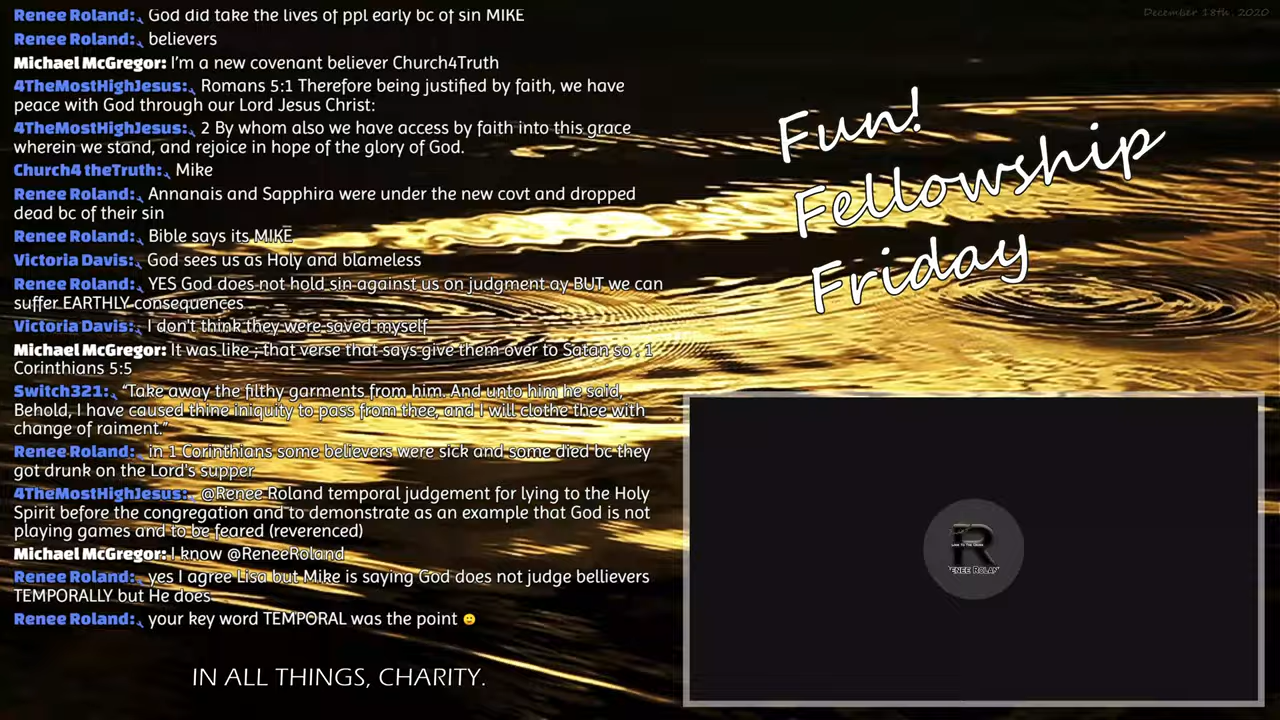 Renee Roland: God did take the lives of ppl early bc of sin MIKE
Renee Roland: believers
Michael McGregor: I'm a new covenant believer Church4Truth
4TheMostHighJesus: Romans 5:1 Therefore being justified by faith, we have
peace with God through our Lord Jesus Christ:
4TheMostHighJesus: 2 By whom also we have access by faith into this grace
wherein we stand, and rejoice in hope of the glory of God.
Church4 theTruth: Mike
Renee Roland: Annanais and Sapphira were under the new covt and dropped
dead bc of their sin
Renee Roland: Bible says its MIKE
Victoria Davis: God sees us as Holy and blameless
Renee Roland: YES God does not hold sin against us on judgment ay BUT we can
suffer EARTHLY consequences
Victoria Davis: I don't think they were saved myself
Michael McGregor: It was like , that verse that says give them over to Satan so . 1
Corinthians 5:5
Switch321: “Take away the filthy garments from him. And unto him he said,
Behold, I have caused thine iniquity to pass from thee, and I will clothe thee with
change of raiment.”
Renee Roland: in 1 Corinthians some believers were sick and some died bc they
got drunk on the Lord's supper
4TheMostHighJesus: @Renee Roland temporal judgement for lying to the Holy
Spirit before the congregation and to demonstrate as an example that God is not
playing games and to be feared (reverenced)
Michael McGregor: I know @ReneeRoland
Renee Roland: yes I agree Lisa but Mike is saying God does not judge bellievers
TEMPORALLY but He does
Renee Roland: your key word TEMPORAL was the point 🙂
IN ALL THINGS, CHARITY.
December 18th, 2020
Fun!
Fellowship
Friday
R